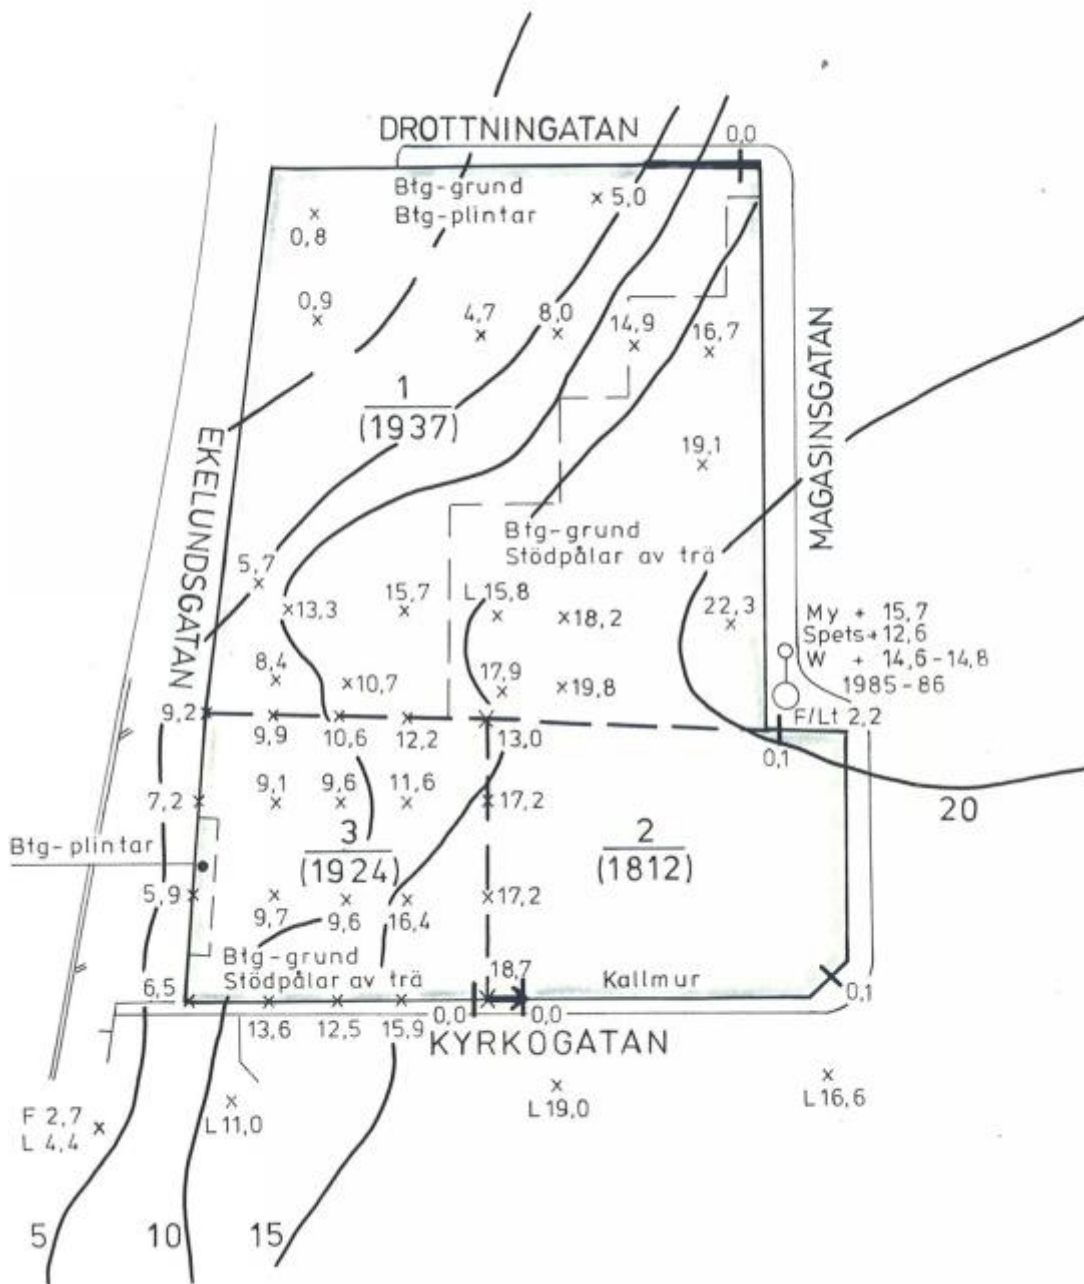 DROTTNINGATAN
0,0
Btg-grund
Btg-plintar
5,0
0,8
0,9
4,7
8,0
14,9
16,7
1
(1937)
EKELUNDSGATAN
MAGASINSGATAN
19,1
Btg-grund
Stödpålar av trä
5,7
13,3
15,7
L 15,8
18,2
22,3
My + 15,7
Spets+12,6
W + 14,6-14,8
1985-86
F/Lt 2,2
8,4
10,7
17,9
19,8
9,2
9,9
10,6
12,2
13,0
0,1
7,2
9,1
9,6
11,6
17,2
20
Btg-plintar
3
(1924)
2
(1812)
5,9
9,7
9,6
16,4
17,2
Btg-grund
Stödpålar av trä
18,7
Kallmur
6,5
0,1
13,6
12,5
15,9
0,0
0,0
KYRKOGATAN
F 2,7
L 4,4
L11,0
L19,0
L16,6
5
10
15